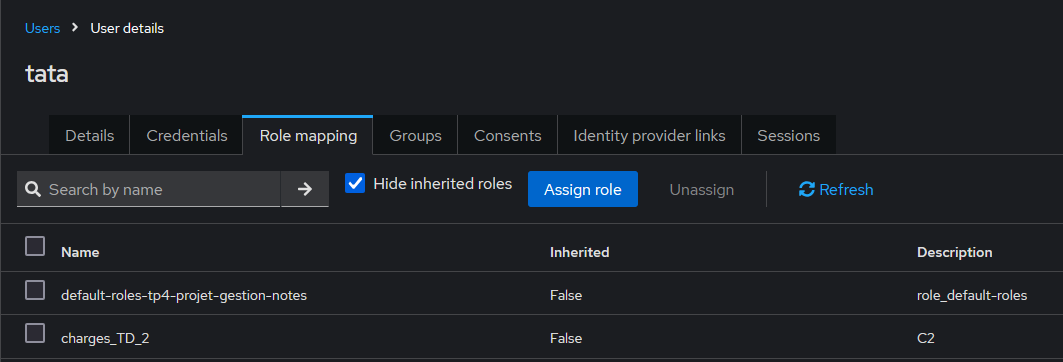 Users > User details
tata
Details Credentials Role mapping Groups Consents Identity provider links Sessions
Search by name Hide inherited roles Assign role Unassign Refresh
Name Inherited Description
default-roles-tp4-projet-gestion-notes False role_default-roles
charges_TD_2 False C2